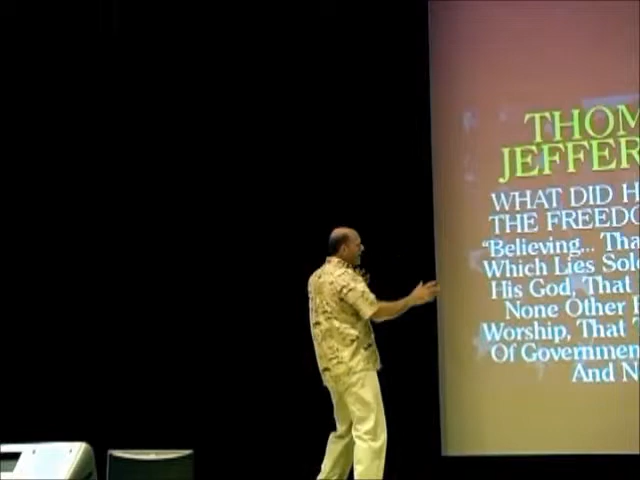 THOM
JEFFER
WHAT DID H
THE FREEDO
"Believing... Tha
Which Lies Sol
His God, That
None Other
Worship, That
Of Governmen
And N